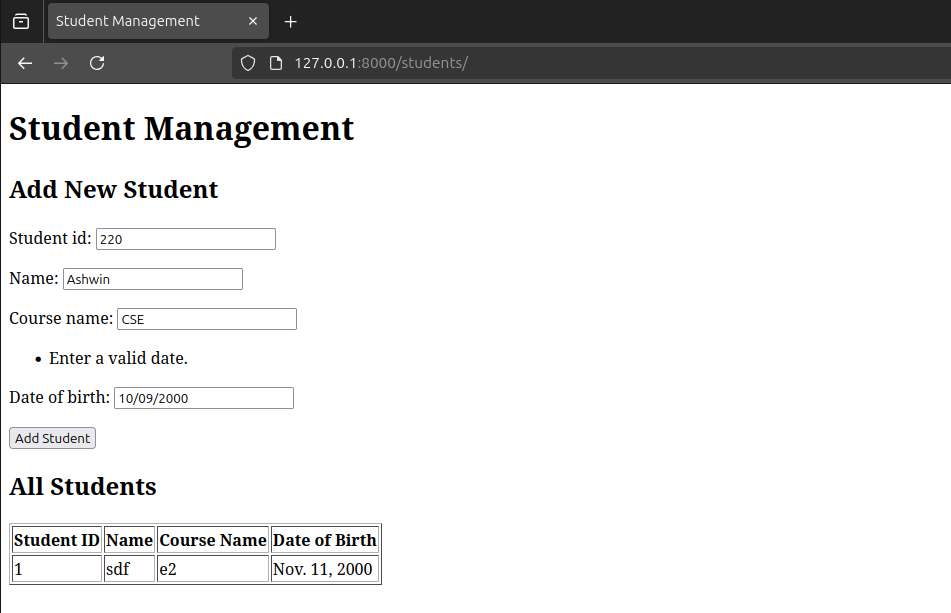 Student Management
127.0.0.1:8000/students/
Student Management
Add New Student
Student id: 220
Name: Ashwin
Course name: CSE
• Enter a valid date.
Date of birth: 10/09/2000
Add Student
All Students
Student ID Name Course Name Date of Birth
1 sdf e2 Nov. 11, 2000